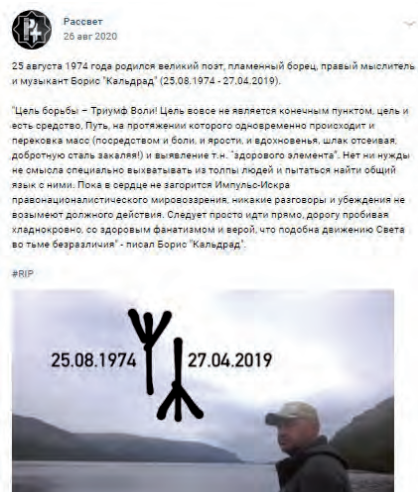 Рассвет
26 авг 2020
25 августа 1974 года родился великий поэт, пламенный борец, правый мыслитель
и музыкант Борис "Кальдрад" (25.08.1974 - 27.04.2019).
"Цель борьбы – Триумф Воли! Цель вовсе не является конечным пунктом, цель и
есть средство, Путь, на протяжении которого одновременно происходит и
перековка масс (посредством и боли, и ярости, и вдохновенья, шлак отсеивая,
добротную сталь закаляя!) и выявление т.н. "здорового элемента". Нет ни нужды
не смысла специально выхватывать из толпы людей и пытаться найти общий
язык с ними. Пока в сердце не загорится Импульс-Искра
правонационалистического мировоззрения, никакие разговоры и убеждения не
возымеют должного действия. Следует просто идти прямо, дорогу пробивая
хладнокровно, со здоровым фанатизмом и верой, что подобна движению Света
во тьме безразличия" - писал Борис "Кальдрад".
#RIP
25.08.1974 ᛉ ᛣ 27.04.2019